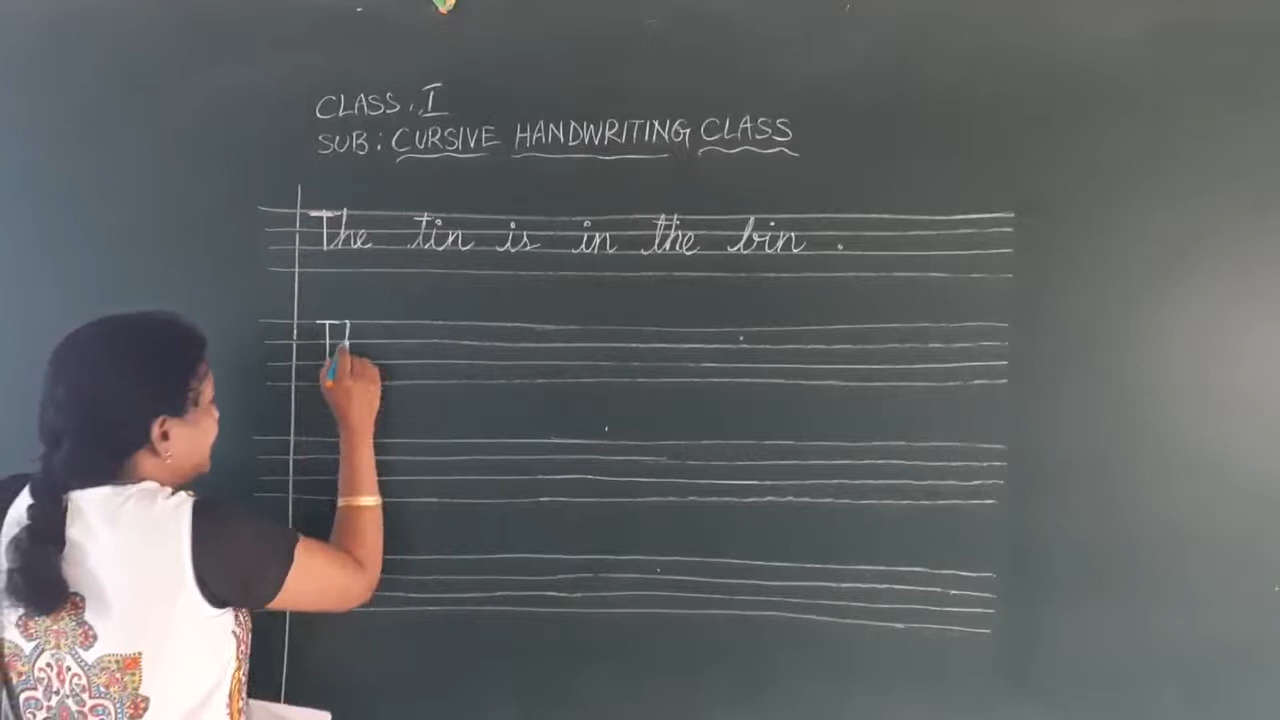 CLASS: I
SUB: CURSIVE HANDWRITING CLASS
The tin is in the bin .
T